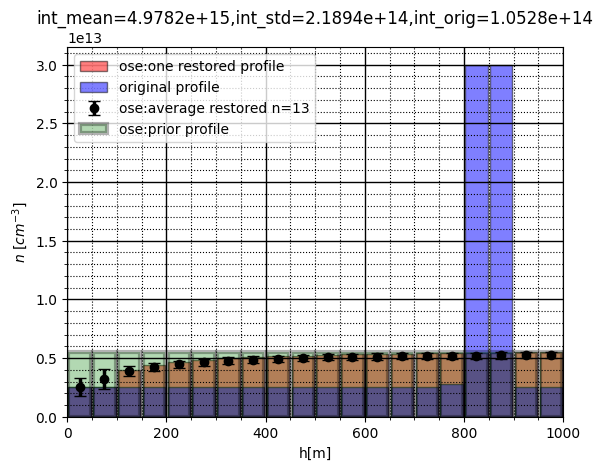 int_mean=4.9782e+15,int_std=2.1894e+14,int_orig=1.0528e+14
1e13
3.0
2.5
2.0
1.5
1.0
0.5
0.0
n [cm⁻³]
ose:one restored profile
original profile
ose:average restored n=13
ose:prior profile
0 200 400 600 800 1000
h[m]